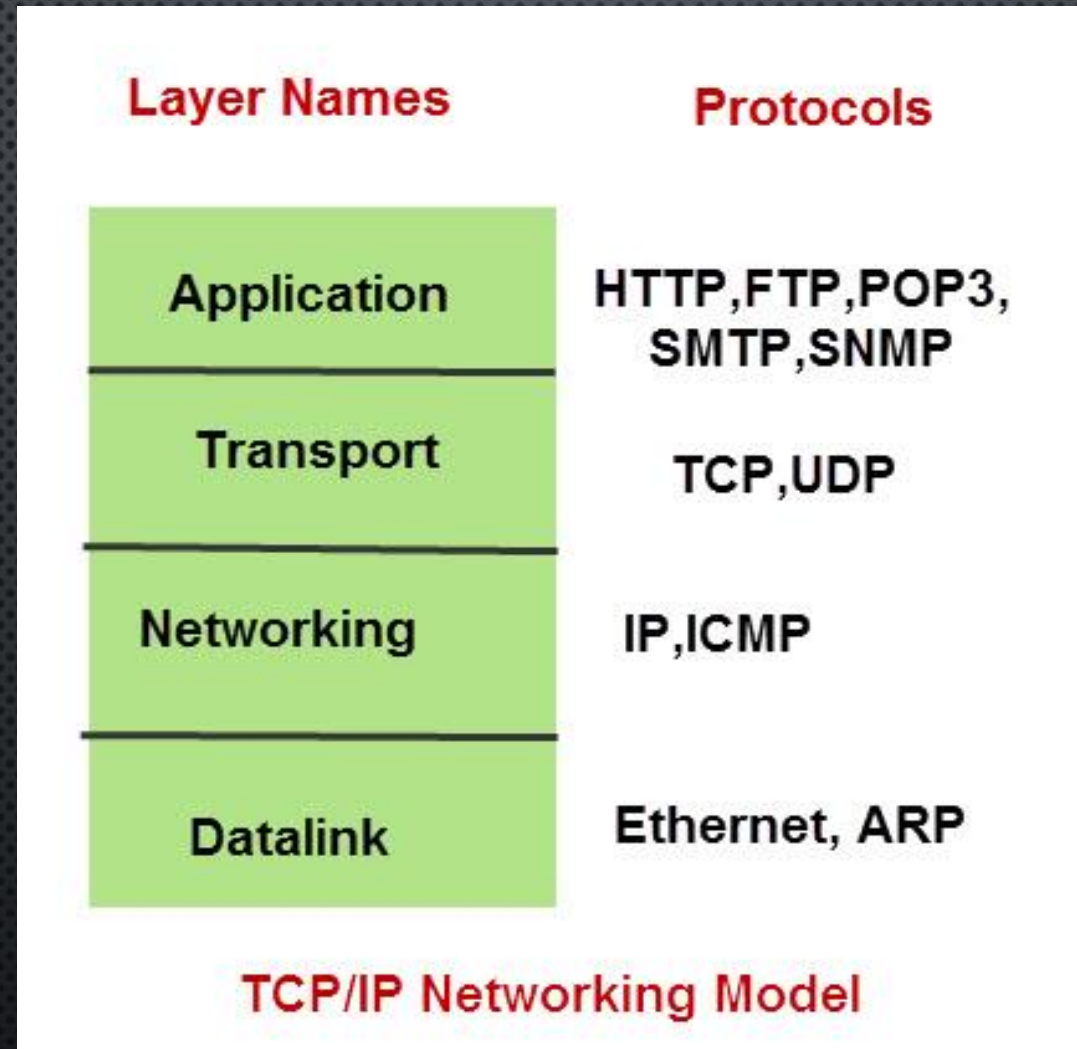 Layer Names
Protocols
Application
HTTP,FTP,POP3,
SMTP,SNMP
Transport
TCP,UDP
Networking
IP,ICMP
Datalink
Ethernet, ARP
TCP/IP Networking Model